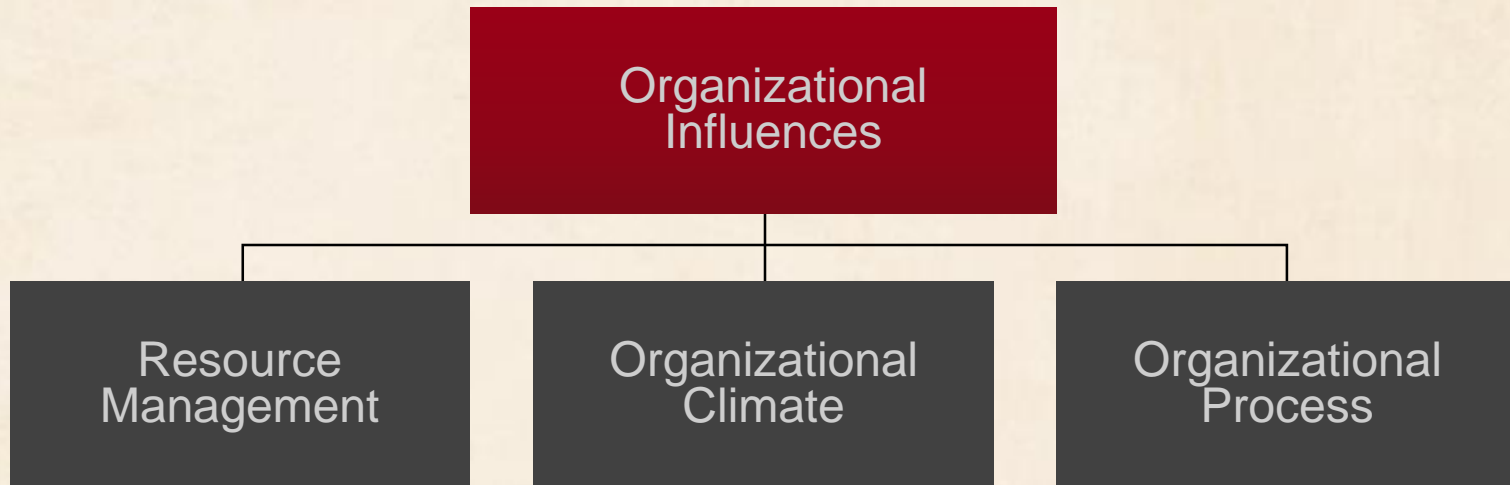 Organizational
Influences
Resource
Management
Organizational
Climate
Organizational
Process